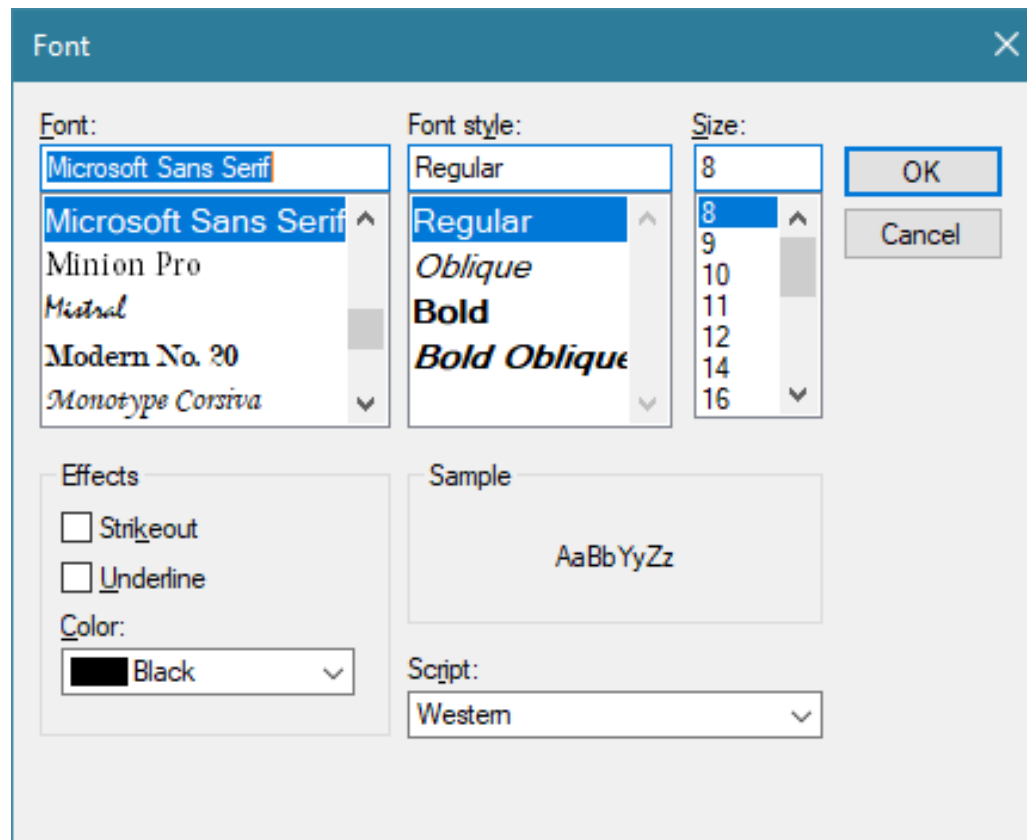 Font
Font:
Microsoft Sans Serif
Microsoft Sans Serif
Minion Pro
Mistral
Modern No. 20
Monotype Corsiva
Font style:
Regular
Regular
Oblique
Bold
Bold Oblique
Size:
8
8
9
10
11
12
14
16
OK
Cancel
Effects
Strikeout
Underline
Color:
Black
Sample
AaBbYyZz
Script:
Western